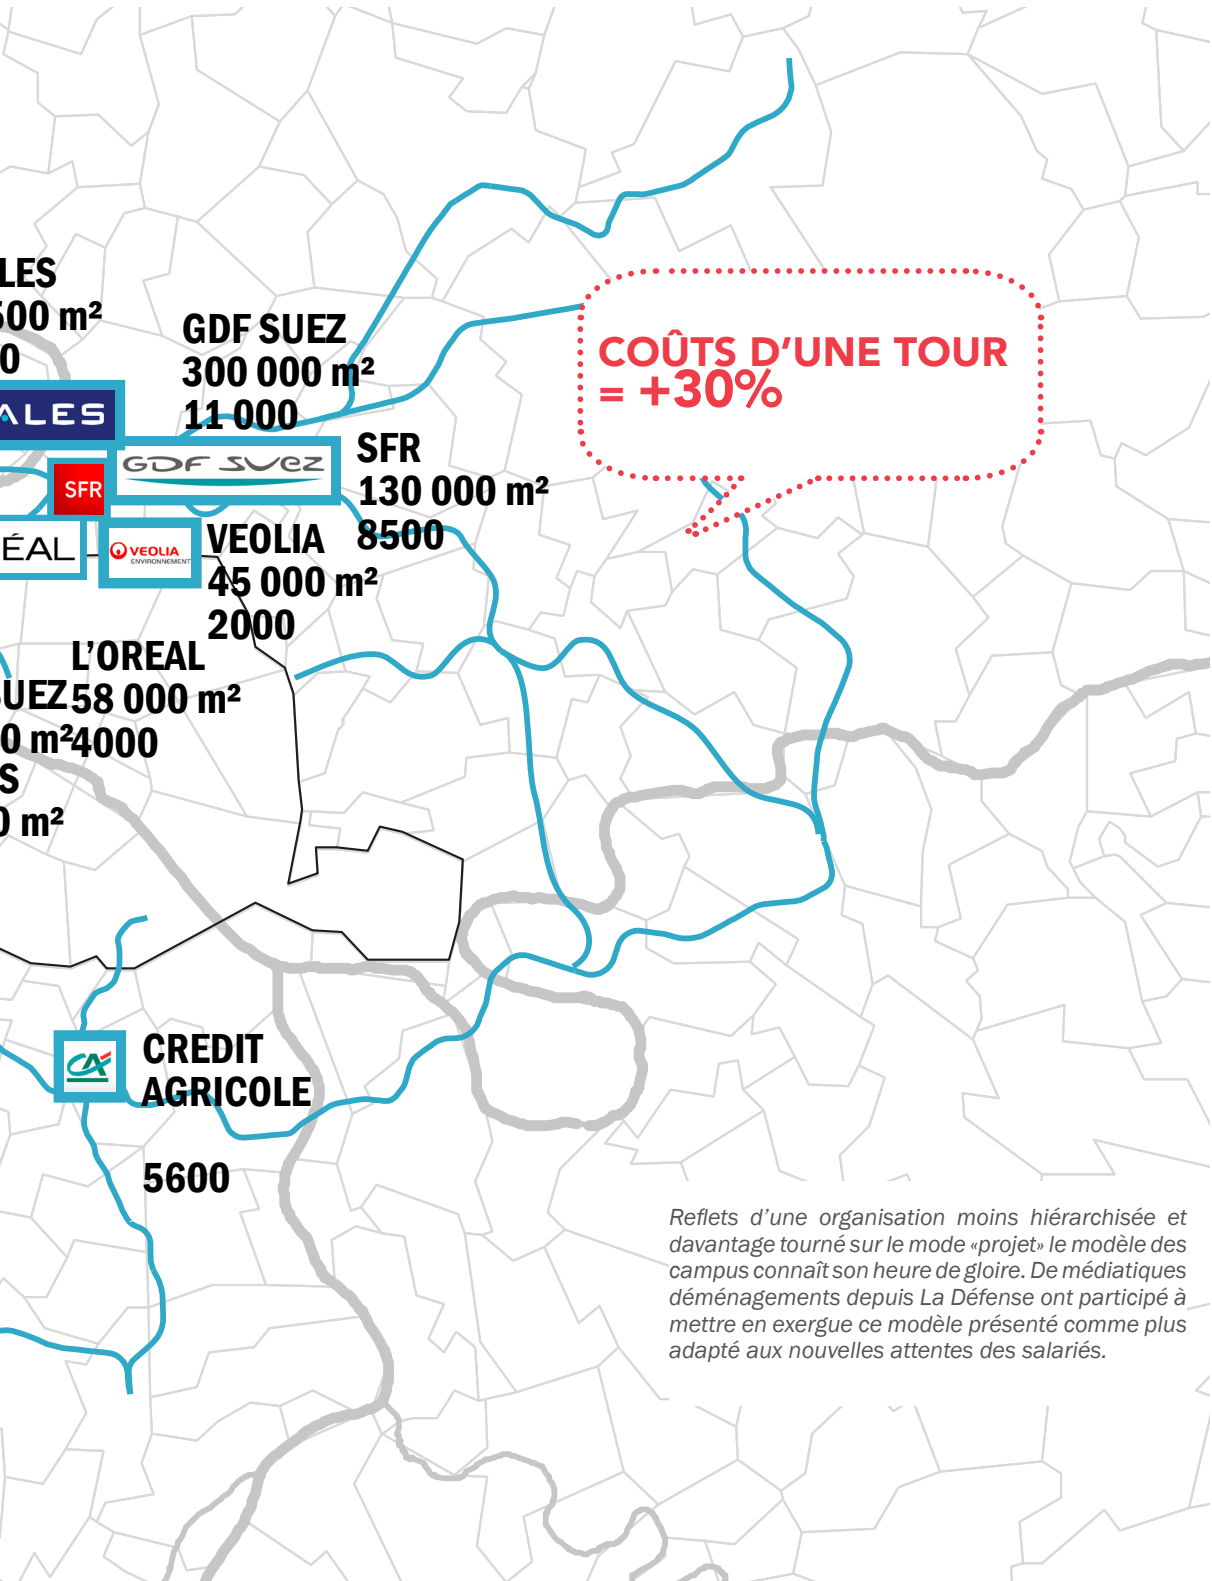 LES
500 m²
0
ALES
GDF SUEZ
300 000 m²
11 000
GDF SUEZ
SFR
130 000 m²
8500
SFR
ÉAL
VEOLIA
ENVIRONNEMENT
VEOLIA
45 000 m²
2000
L'OREAL
58 000 m²
4000
SUEZ
0 m²
S
0 m²
COÛTS D'UNE TOUR
= +30%
CA
CREDIT
AGRICOLE
5600
Reflets d'une organisation moins hiérarchisée et
davantage tourné sur le mode «projet» le modèle des
campus connaît son heure de gloire. De médiatiques
déménagements depuis La Défense ont participé à
mettre en exergue ce modèle présenté comme plus
adapté aux nouvelles attentes des salariés.